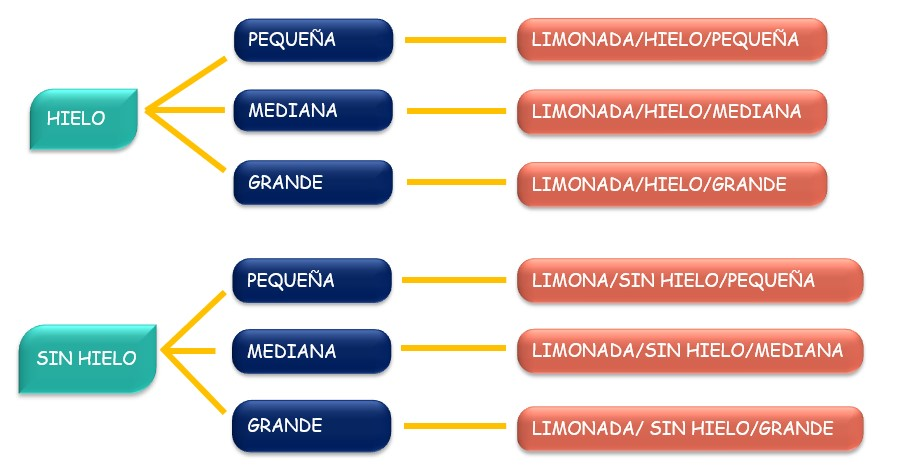 PEQUEÑA
LIMONADA/HIELO/PEQUEÑA
HIELO
MEDIANA
LIMONADA/HIELO/MEDIANA
GRANDE
LIMONADA/HIELO/GRANDE
PEQUEÑA
LIMONA/SIN HIELO/PEQUEÑA
SIN HIELO
MEDIANA
LIMONADA/SIN HIELO/MEDIANA
GRANDE
LIMONADA/ SIN HIELO/GRANDE